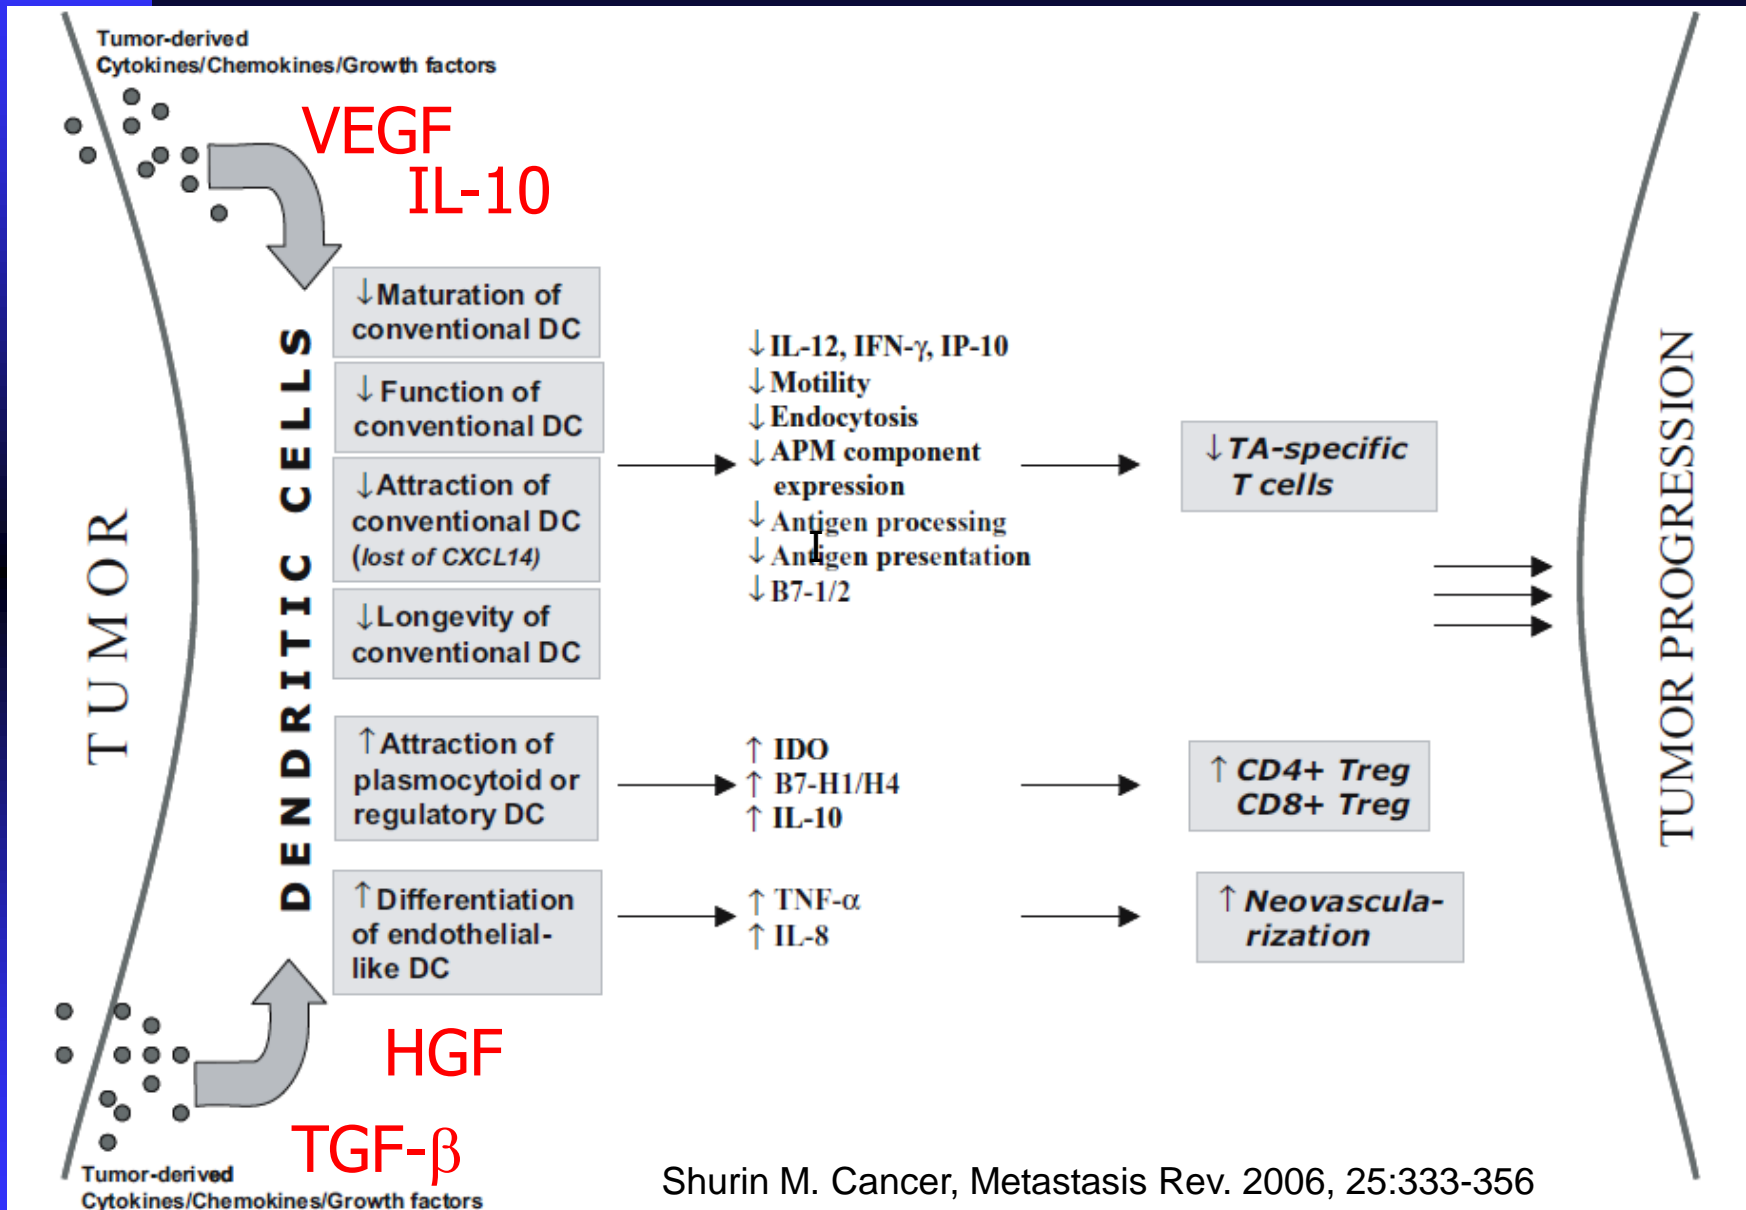 Tumor-derived
Cytokines/Chemokines/Growth factors
VEGF
IL-10
TUMOR
DENDRITIC CELLS
↓Maturation of
conventional DC
↓Function of
conventional DC
↓Attraction of
conventional DC
(lost of CXCL14)
↓Longevity of
conventional DC
↓IL-12, IFN-γ, IP-10
↓Motility
↓Endocytosis
↓APM component
expression
↓Antigen processing
↓Antigen presentation
↓B7-1/2
↓TA-specific
T cells
↑Attraction of
plasmocytoid or
regulatory DC
↑ IDO
↑ B7-H1/H4
↑ IL-10
↑ CD4+ Treg
CD8+ Treg
↑Differentiation
of endothelial-
like DC
↑ TNF-α
↑ IL-8
↑ Neovascula-
rization
TUMOR PROGRESSION
HGF
TGF-β
Tumor-derived
Cytokines/Chemokines/Growth factors
Shurin M. Cancer, Metastasis Rev. 2006, 25:333-356